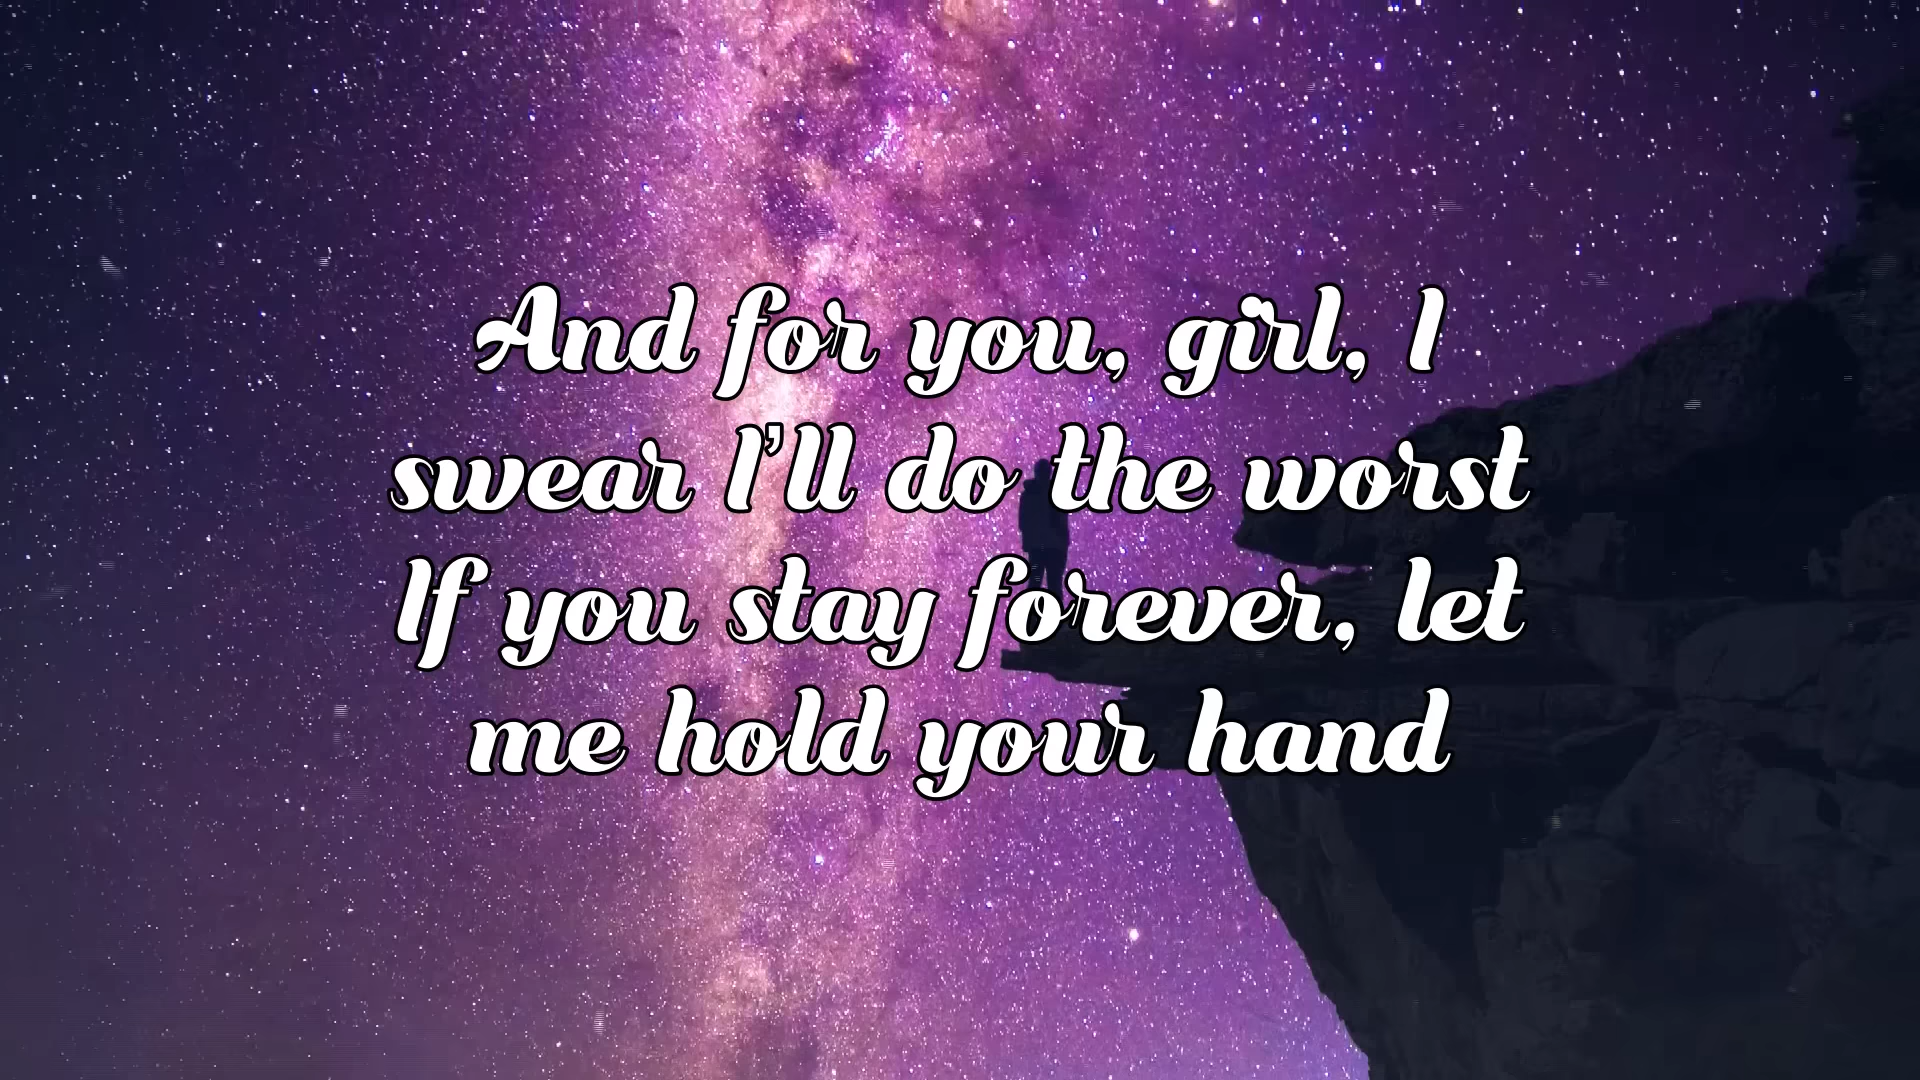 And for you, girl, I
swear I'll do the worst
If you stay forever, let
me hold your hand